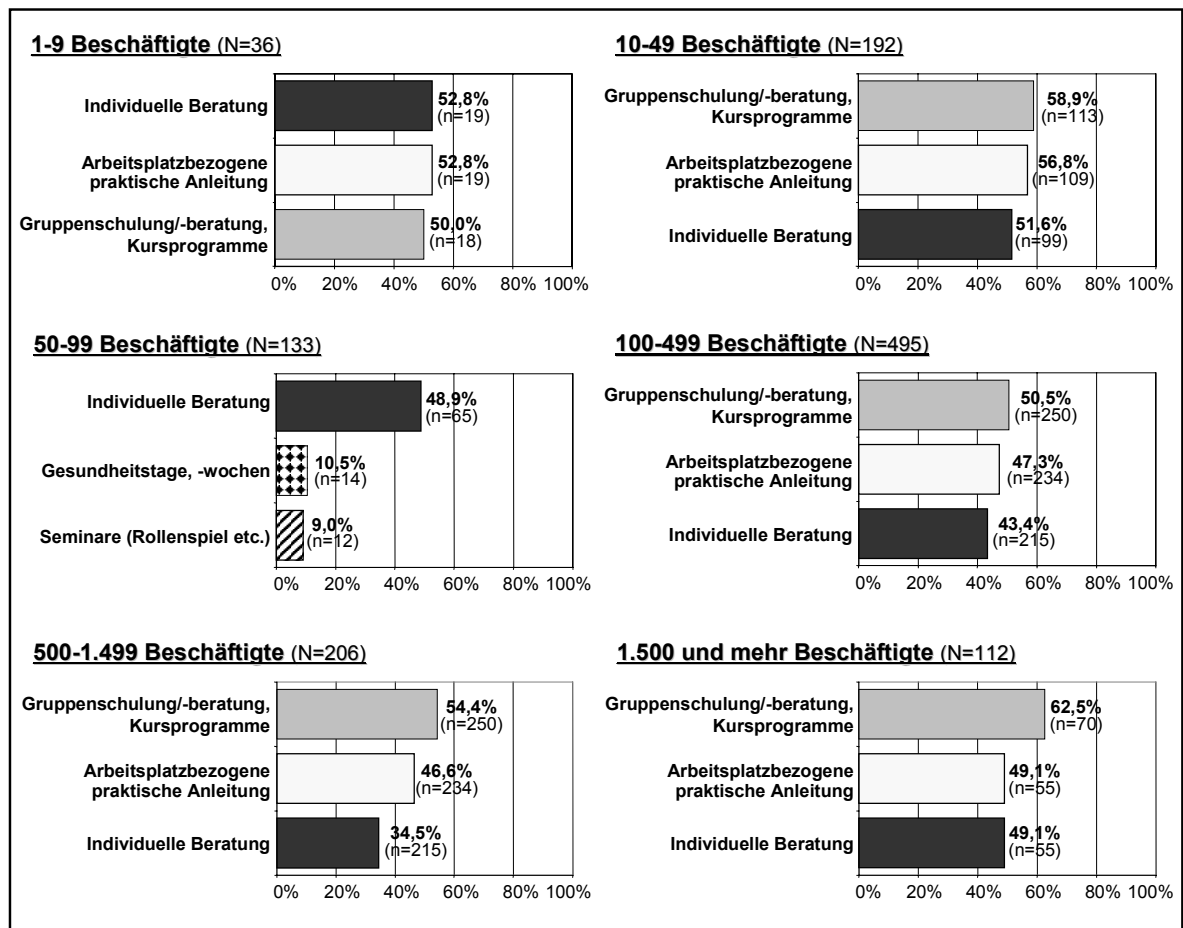 1-9 Beschäftigte (N=36)
Individuelle Beratung
52,8%
(n=19)
Arbeitsplatzbezogene
praktische Anleitung
52,8%
(n=19)
Gruppenschulung/-beratung,
Kursprogramme
50,0%
(n=18)
0% 20% 40% 60% 80% 100%
10-49 Beschäftigte (N=192)
Gruppenschulung/-beratung,
Kursprogramme
58,9%
(n=113)
Arbeitsplatzbezogene
praktische Anleitung
56,8%
(n=109)
Individuelle Beratung
51,6%
(n=99)
0% 20% 40% 60% 80% 100%
50-99 Beschäftigte (N=133)
Individuelle Beratung
48,9%
(n=65)
Gesundheitstage, -wochen
10,5%
(n=14)
Seminare (Rollenspiel etc.)
9,0%
(n=12)
0% 20% 40% 60% 80% 100%
100-499 Beschäftigte (N=495)
Gruppenschulung/-beratung,
Kursprogramme
50,5%
(n=250)
Arbeitsplatzbezogene
praktische Anleitung
47,3%
(n=234)
Individuelle Beratung
43,4%
(n=215)
0% 20% 40% 60% 80% 100%
500-1.499 Beschäftigte (N=206)
Gruppenschulung/-beratung,
Kursprogramme
54,4%
(n=250)
Arbeitsplatzbezogene
praktische Anleitung
46,6%
(n=234)
Individuelle Beratung
34,5%
(n=215)
0% 20% 40% 60% 80% 100%
1.500 und mehr Beschäftigte (N=112)
Gruppenschulung/-beratung,
Kursprogramme
62,5%
(n=70)
Arbeitsplatzbezogene
praktische Anleitung
49,1%
(n=55)
Individuelle Beratung
49,1%
(n=55)
0% 20% 40% 60% 80% 100%